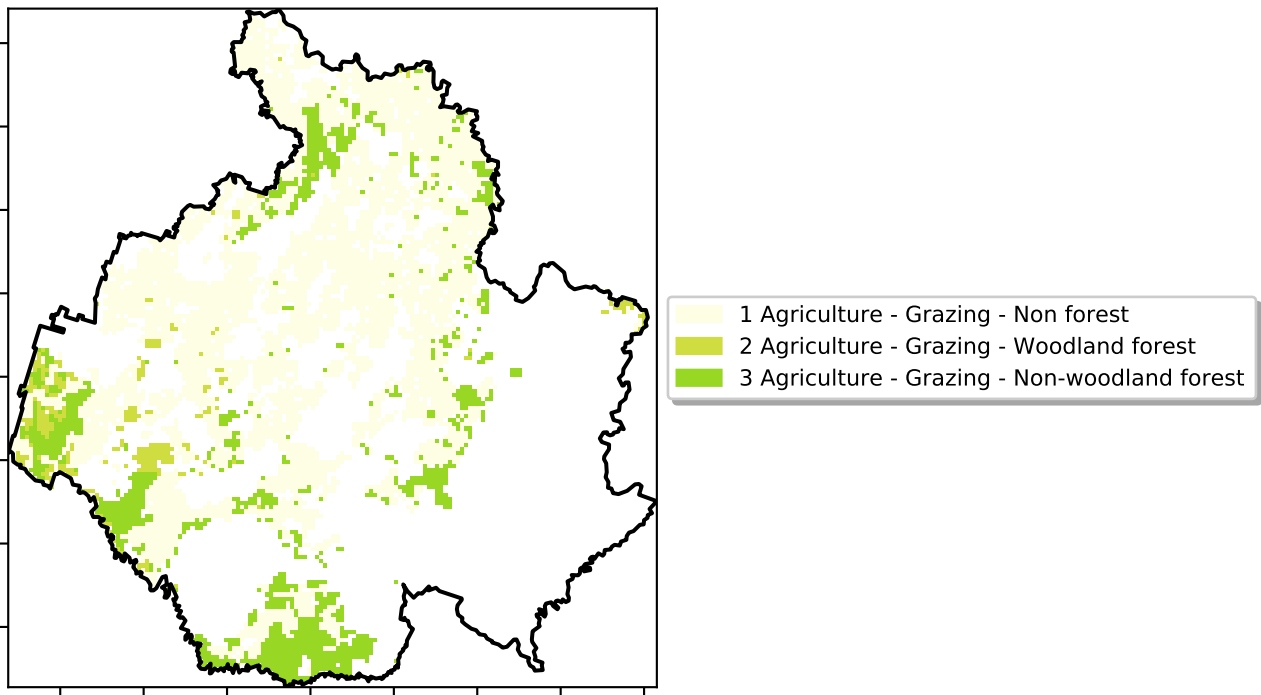 1 Agriculture - Grazing - Non forest
2 Agriculture - Grazing - Woodland forest
3 Agriculture - Grazing - Non-woodland forest